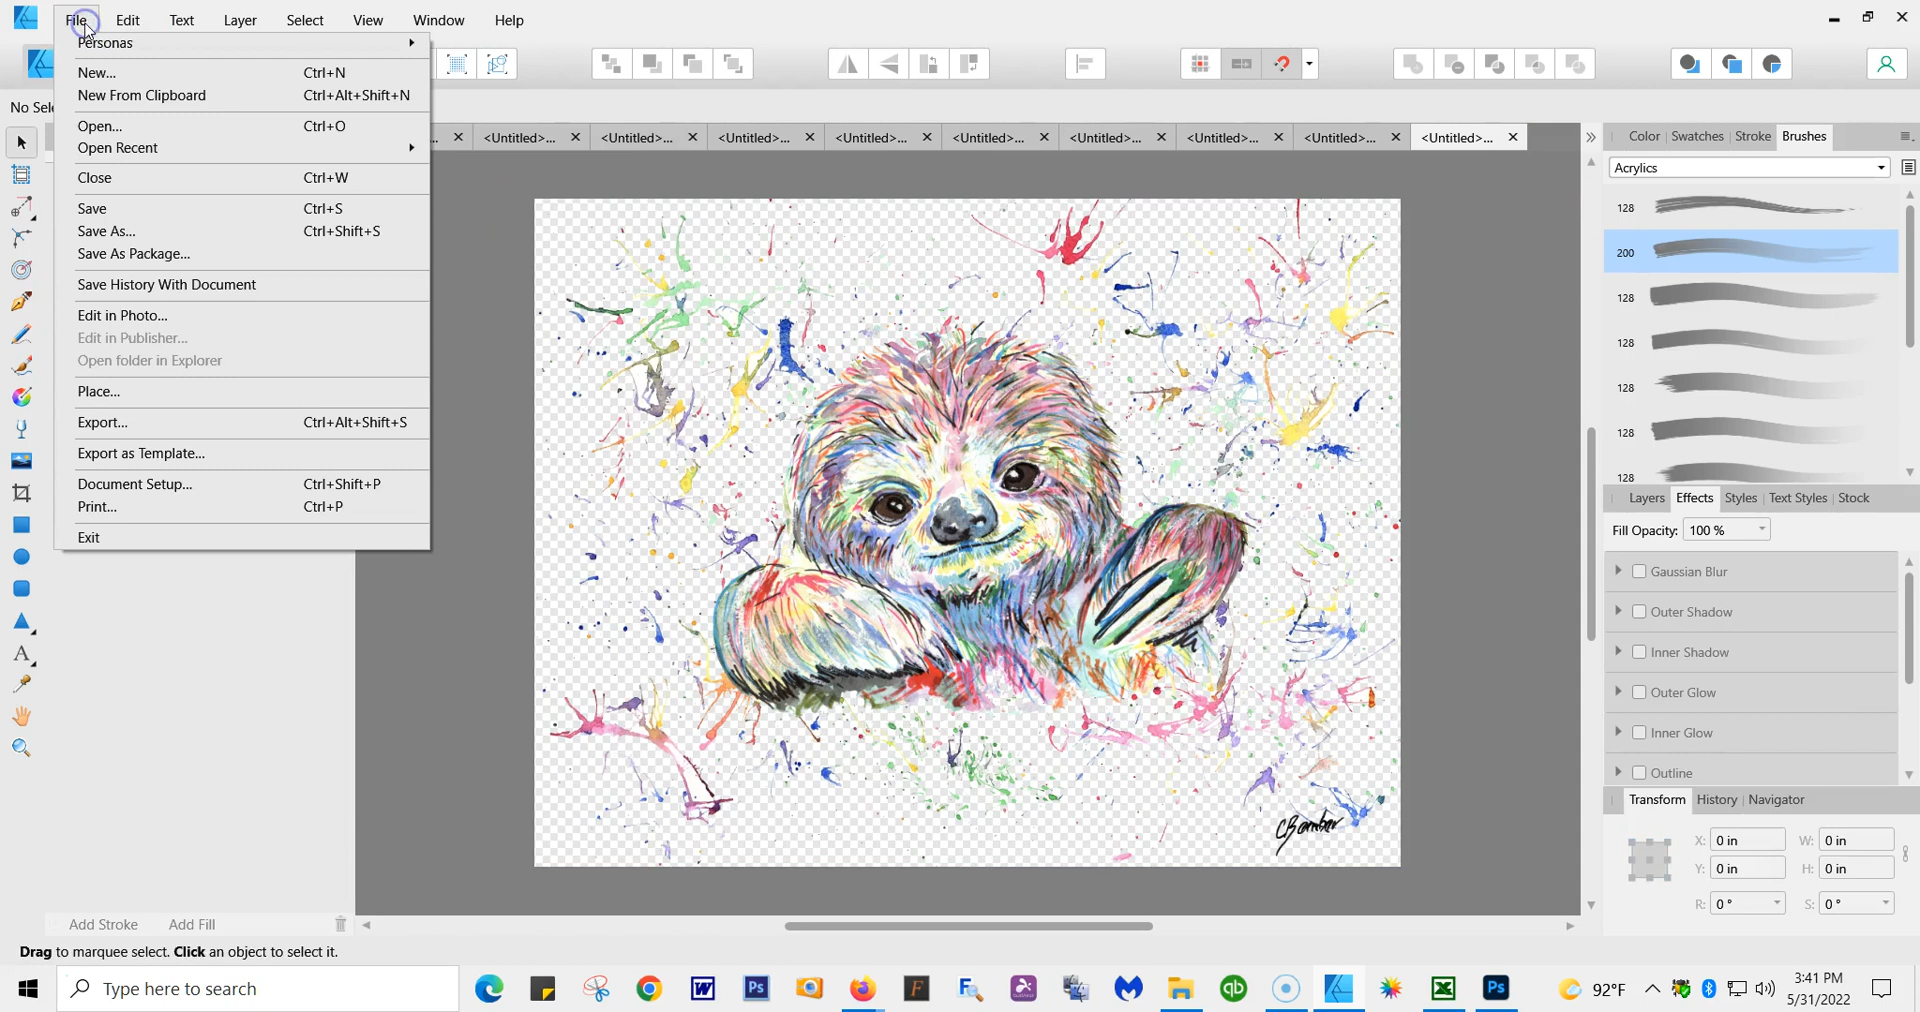 File Edit Text Layer Select View Window Help
Personas
New... Ctrl+N
New From Clipboard Ctrl+Alt+Shift+N
Open... Ctrl+O
Open Recent
Close Ctrl+W
Save Ctrl+S
Save As... Ctrl+Shift+S
Save As Package...
Save History With Document
Edit in Photo...
Edit in Publisher...
Open folder in Explorer
Place...
Export... Ctrl+Alt+Shift+S
Export as Template...
Document Setup... Ctrl+Shift+P
Print... Ctrl+P
Exit
No Sele
<Untitled>... <Untitled>... <Untitled>... <Untitled>... <Untitled>... <Untitled>... <Untitled>... <Untitled>... <Untitled>...
Color Swatches Stroke Brushes
Acrylics
128
200
128
128
128
128
128
Layers Effects Styles Text Styles Stock
Fill Opacity: 100 %
Gaussian Blur
Outer Shadow
Inner Shadow
Outer Glow
Inner Glow
Outline
Transform History Navigator
X: 0 in W: 0 in
Y: 0 in H: 0 in
R: 0 ° S: 0 °
CBamber
Add Stroke Add Fill
Drag to marquee select. Click an object to select it.
Type here to search
92°F
3:41 PM
5/31/2022